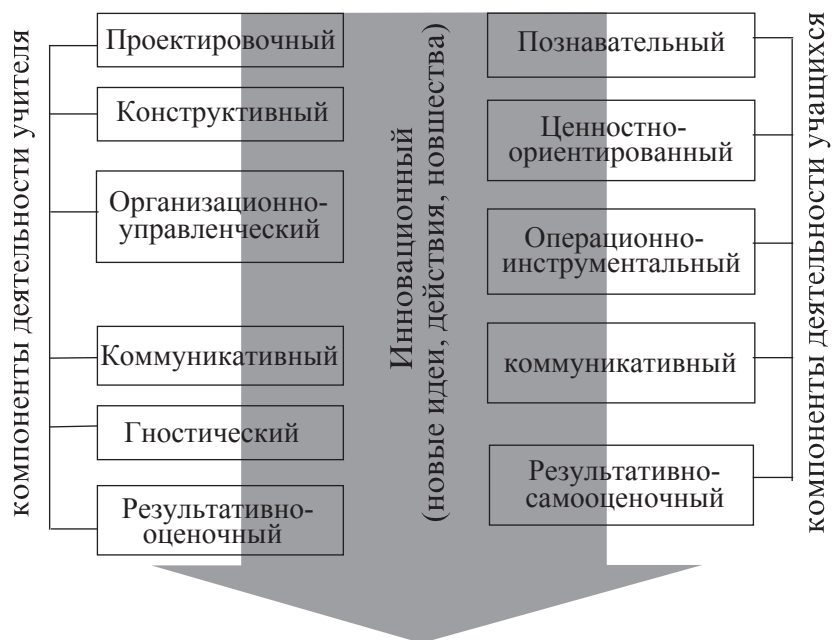 компоненты деятельности учителя
Проектировочный
Конструктивный
Организационно-
управленческий
Коммуникативный
Гностический
Результативно-
оценочный
Инновационный
(новые идеи, действия, новшества)
Познавательный
Ценностно-
ориентированный
Операционно-
инструментальный
коммуникативный
Результативно-
самооценочный
компоненты деятельности учащихся